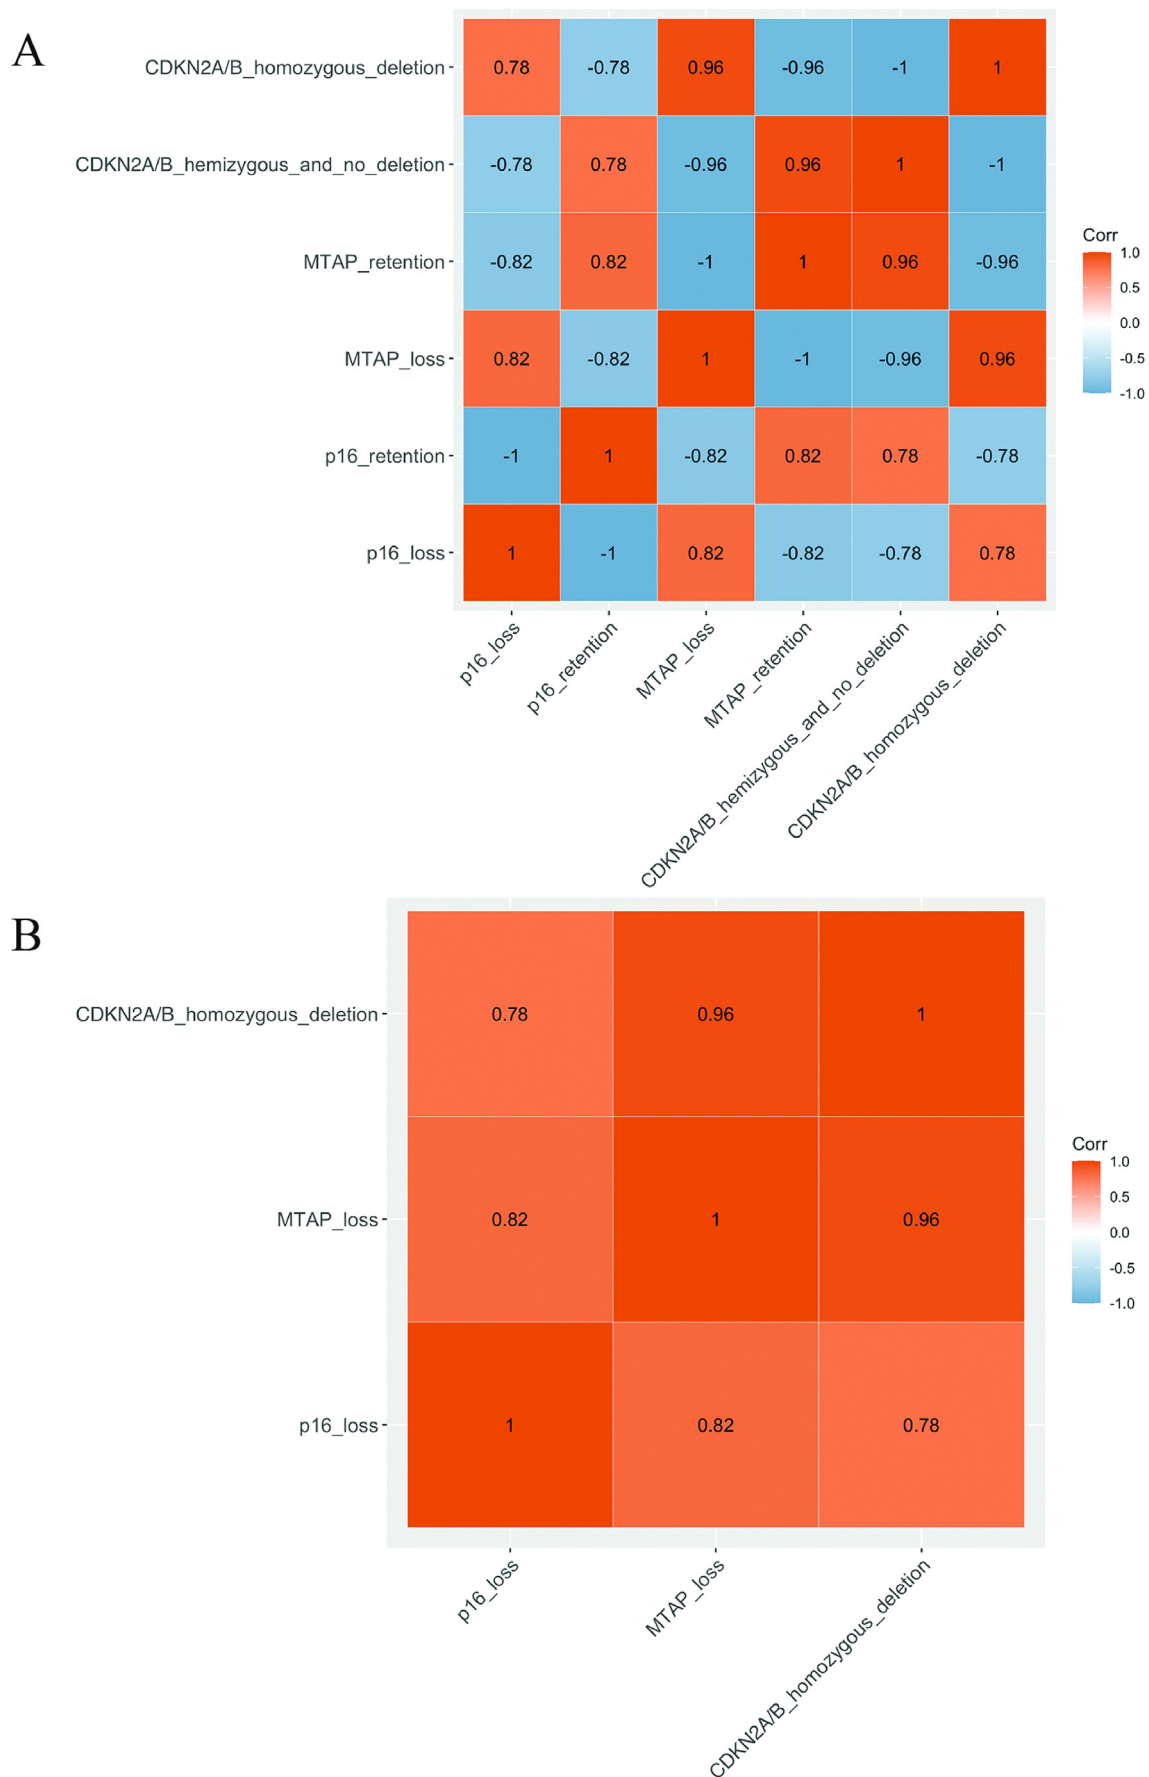 A
CDKN2A/B_homozygous_deletion 0.78 -0.78 0.96 -0.96 -1 1
CDKN2A/B_hemizygous_and_no_deletion -0.78 0.78 -0.96 0.96 1 -1
MTAP_retention -0.82 0.82 -1 1 0.96 -0.96
MTAP_loss 0.82 -0.82 1 -1 -0.96 0.96
p16_retention -1 1 -0.82 0.82 0.78 -0.78
p16_loss 1 -1 0.82 -0.82 -0.78 0.78
p16_loss
p16_retention
MTAP_loss
MTAP_retention
CDKN2A/B_hemizygous_and_no_deletion
CDKN2A/B_homozygous_deletion
Corr
1.0
0.5
0.0
-0.5
-1.0
B
CDKN2A/B_homozygous_deletion 0.78 0.96 1
MTAP_loss 0.82 1 0.96
p16_loss 1 0.82 0.78
p16_loss
MTAP_loss
CDKN2A/B_homozygous_deletion
Corr
1.0
0.5
0.0
-0.5
-1.0